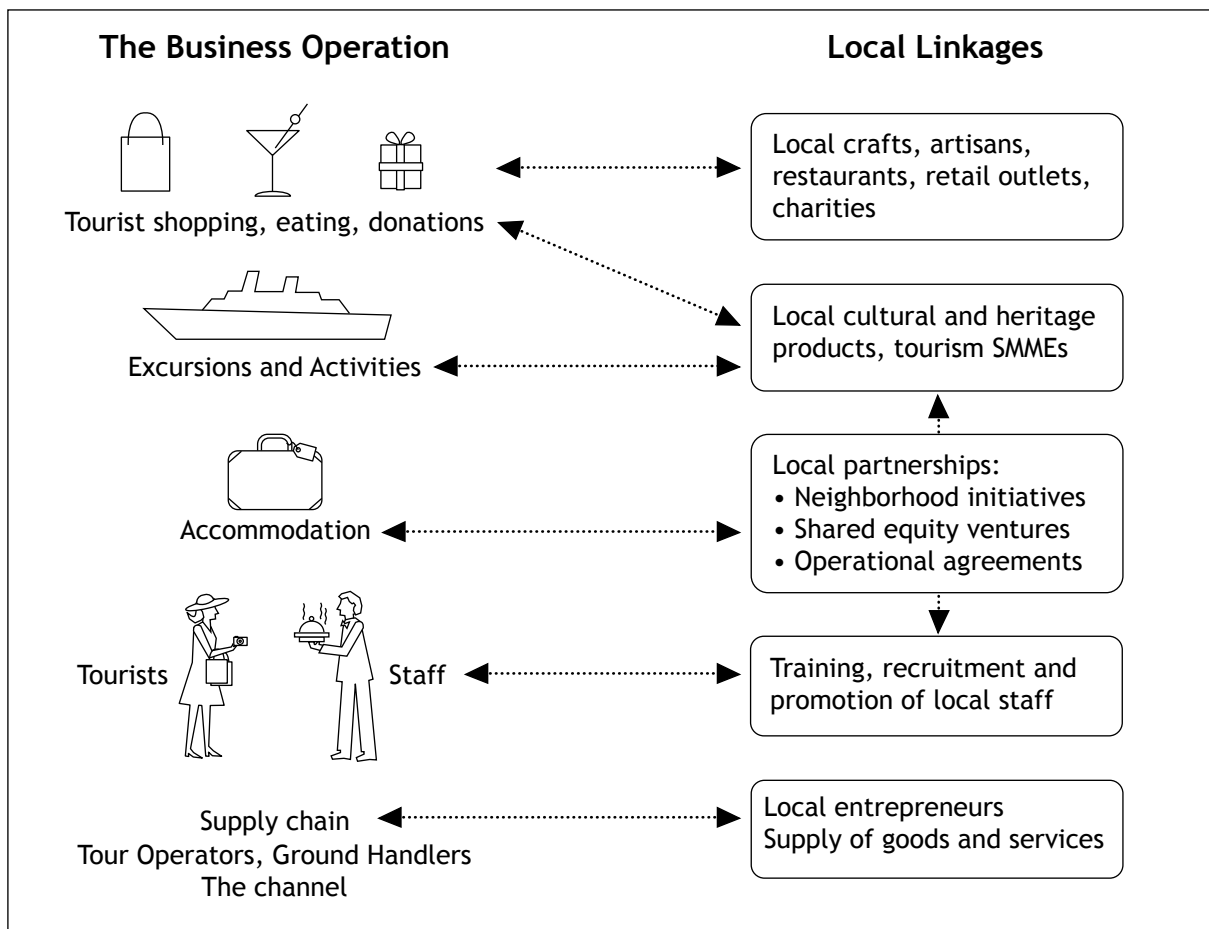 The Business Operation
Local Linkages
Tourist shopping, eating, donations
Local crafts, artisans,
restaurants, retail outlets,
charities
Excursions and Activities
Local cultural and heritage
products, tourism SMMEs
Accommodation
Local partnerships:
• Neighborhood initiatives
• Shared equity ventures
• Operational agreements
Tourists
Staff
Training, recruitment and
promotion of local staff
Supply chain
Tour Operators, Ground Handlers
The channel
Local entrepreneurs
Supply of goods and services